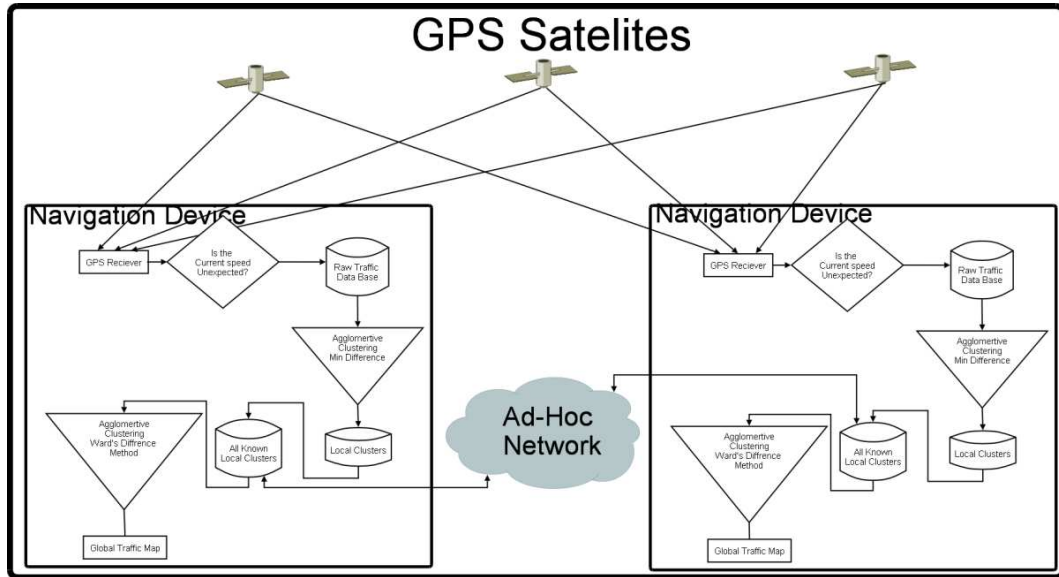 GPS Satelites
Navigation Device
GPS Reciever
Is the
Current speed
Unexpected?
Raw Traffic
Data Base
Agglomertive
Clustering
Min Difference
Local Clusters
All Known
Local Clusters
Agglomertive
Clustering
Ward's Diffrence
Method
Global Traffic Map
Ad-Hoc
Network
Navigation Device
GPS Reciever
Is the
Current speed
Unexpected?
Raw Traffic
Data Base
Agglomertive
Clustering
Min Difference
Local Clusters
All Known
Local Clusters
Agglomertive
Clustering
Ward's Diffrence
Method
Global Traffic Map